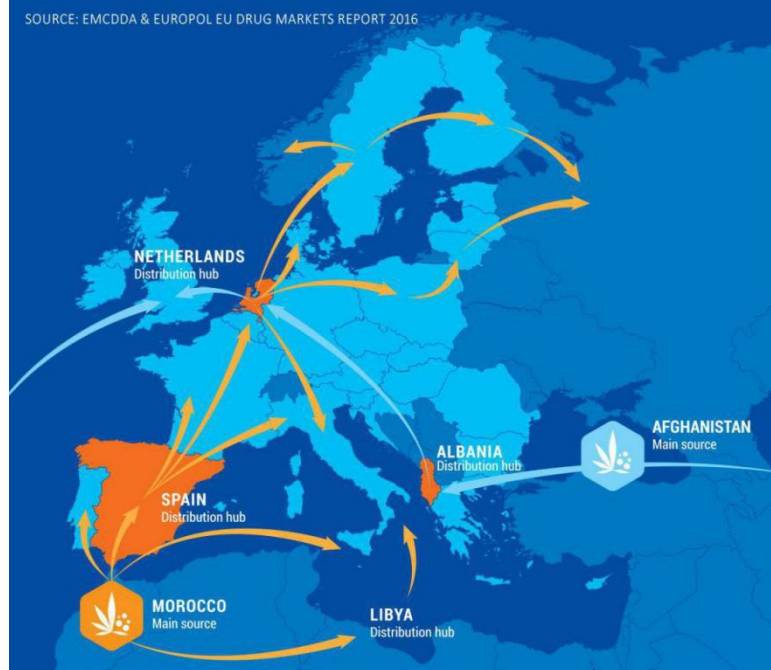 SOURCE: EMCDDA & EUROPOL EU DRUG MARKETS REPORT 2016
NETHERLANDS
Distribution hub
AFGHANISTAN
Main source
ALBANIA
Distribution hub
SPAIN
Distribution hub
MOROCCO
Main source
LIBYA
Distribution hub